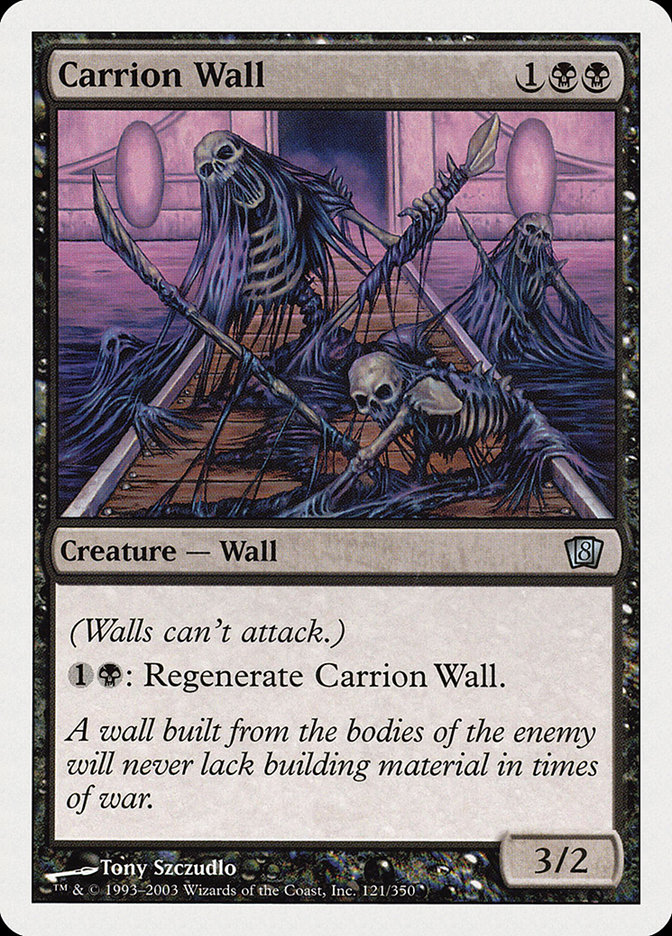 Carrion Wall 1
Creature — Wall 8
(Walls can't attack.)
1 : Regenerate Carrion Wall.
A wall built from the bodies of the enemy
will never lack building material in times
of war.
3/2
Tony Szczudlo
™ & © 1993–2003 Wizards of the Coast, Inc. 121/350